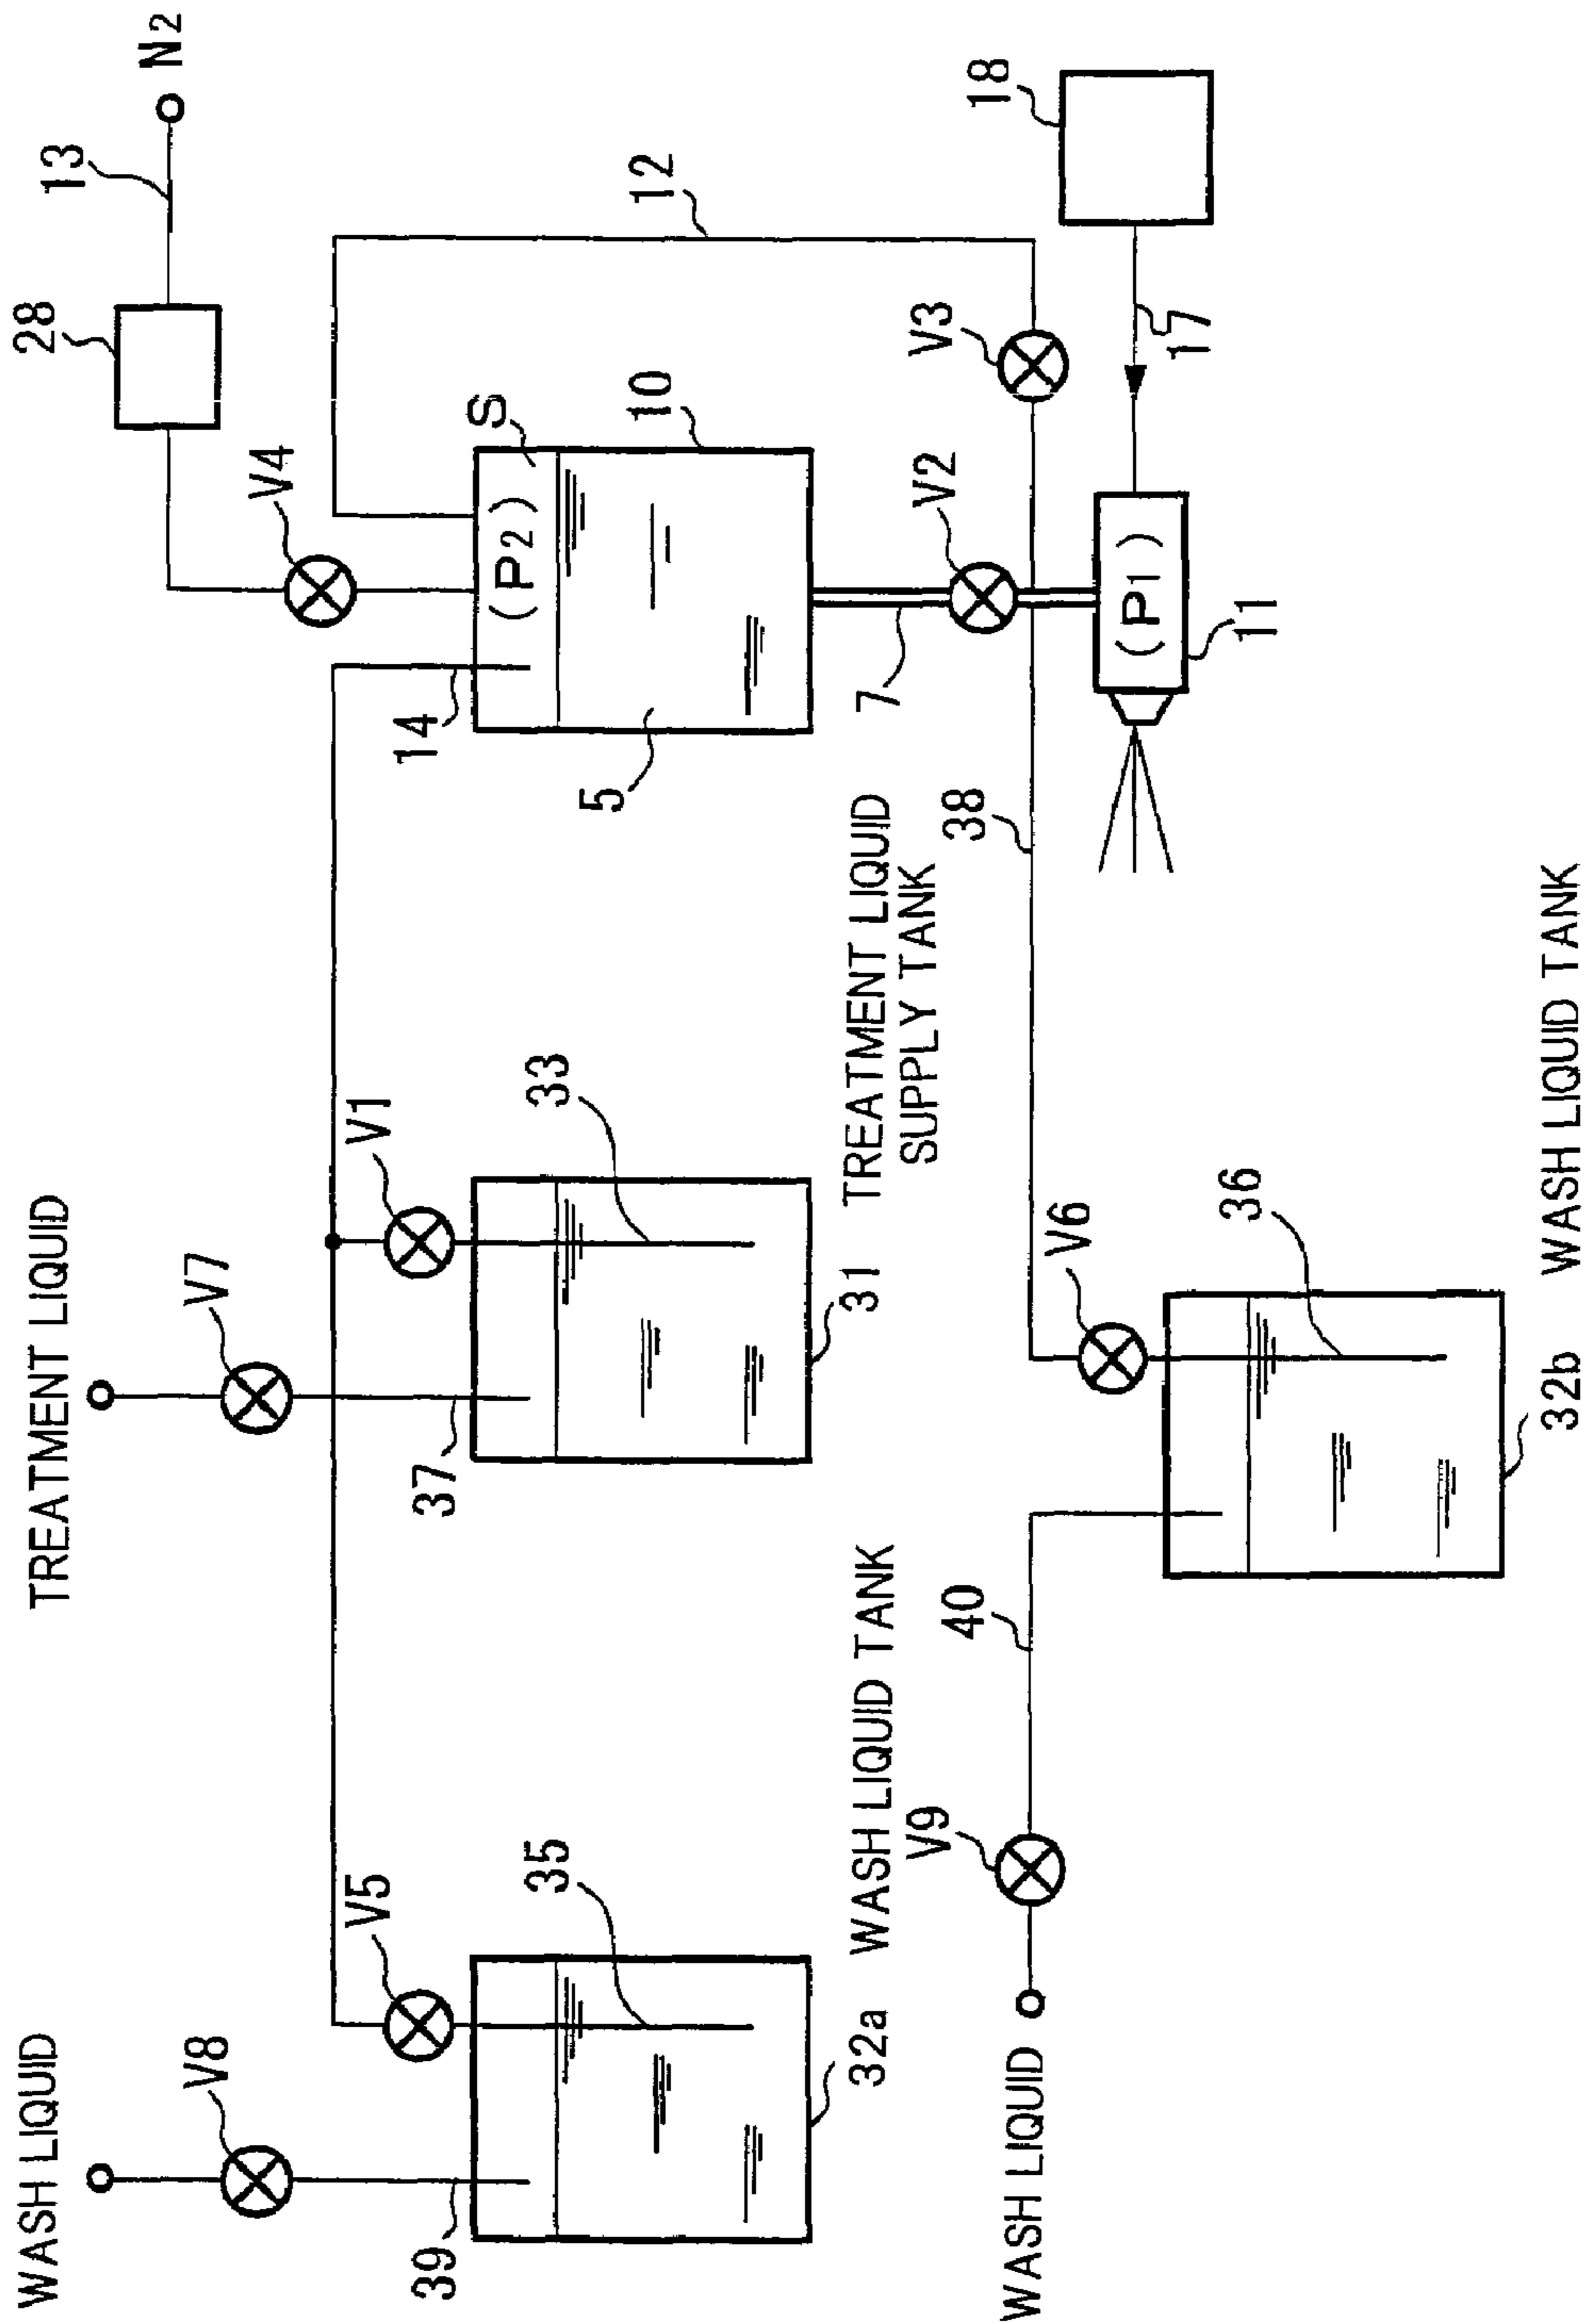 WASH LIQUID
TREATMENT LIQUID
N2
V8
V7
28
13
39
V5
37
V1
14
V4
S
(P2)
12
35
33
5
10
32a WASH LIQUID TANK
31 TREATMENT LIQUID
SUPPLY TANK
7
V2
V3
18
WASH LIQUID
V9
40
V6
38
36
(P1)
17
11
32b WASH LIQUID TANK